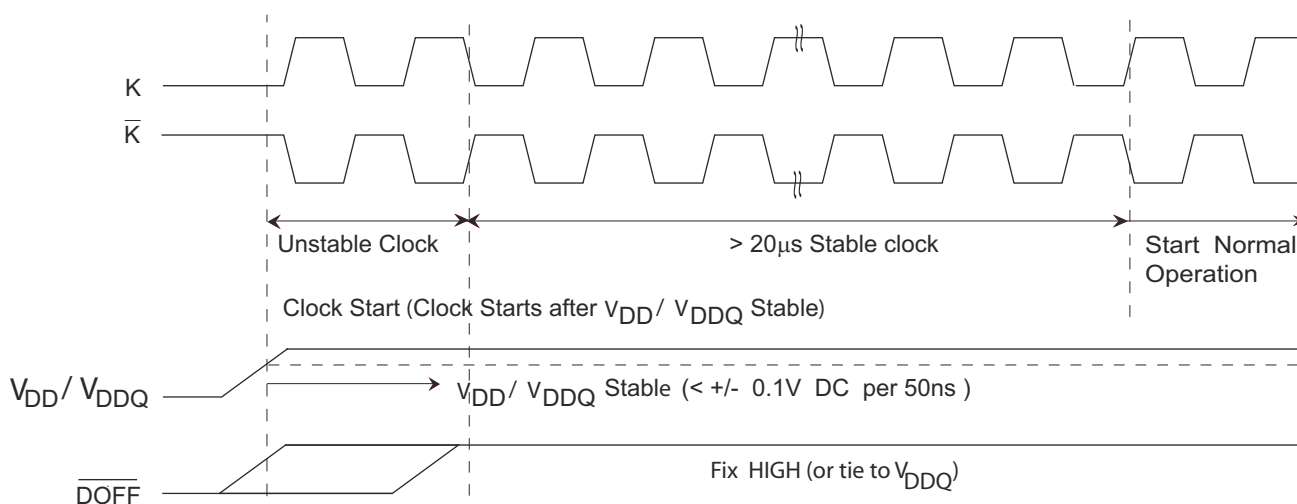 K
K̅
Unstable Clock
> 20μs Stable clock
Start Normal
Operation
Clock Start (Clock Starts after VDD/ VDDQ Stable)
VDD/ VDDQ
VDD/ VDDQ Stable (< +/- 0.1V DC per 50ns )
Fix HIGH (or tie to VDDQ)
D̅O̅F̅F̅